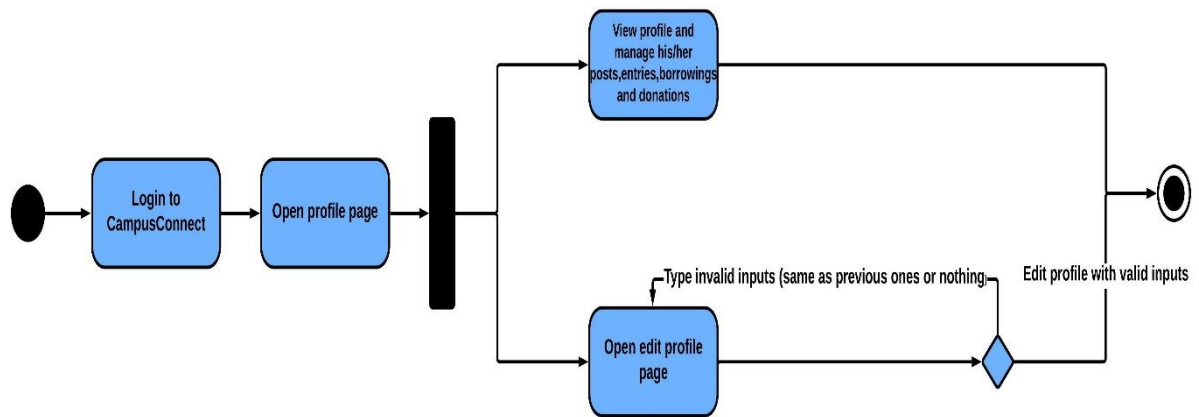 View profile and
manage his/her
posts,entries,borrowings
and donations
Login to
CampusConnect
Open profile page
Type invalid inputs (same as previous ones or nothing)
Edit profile with valid inputs
Open edit profile
page